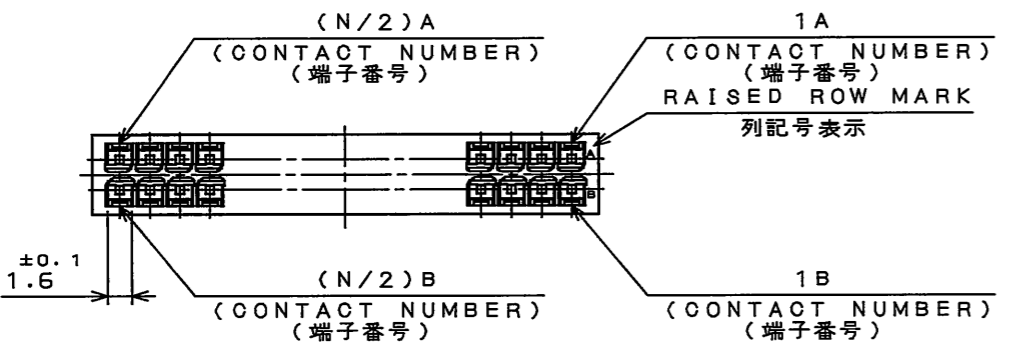 (N/2)A
(CONTACT NUMBER)
(端子番号)
1A
(CONTACT NUMBER)
(端子番号)
RAISED ROW MARK
列記号表示
A
B
±0.1
1.6
(N/2)B
(CONTACT NUMBER)
(端子番号)
1B
(CONTACT NUMBER)
(端子番号)